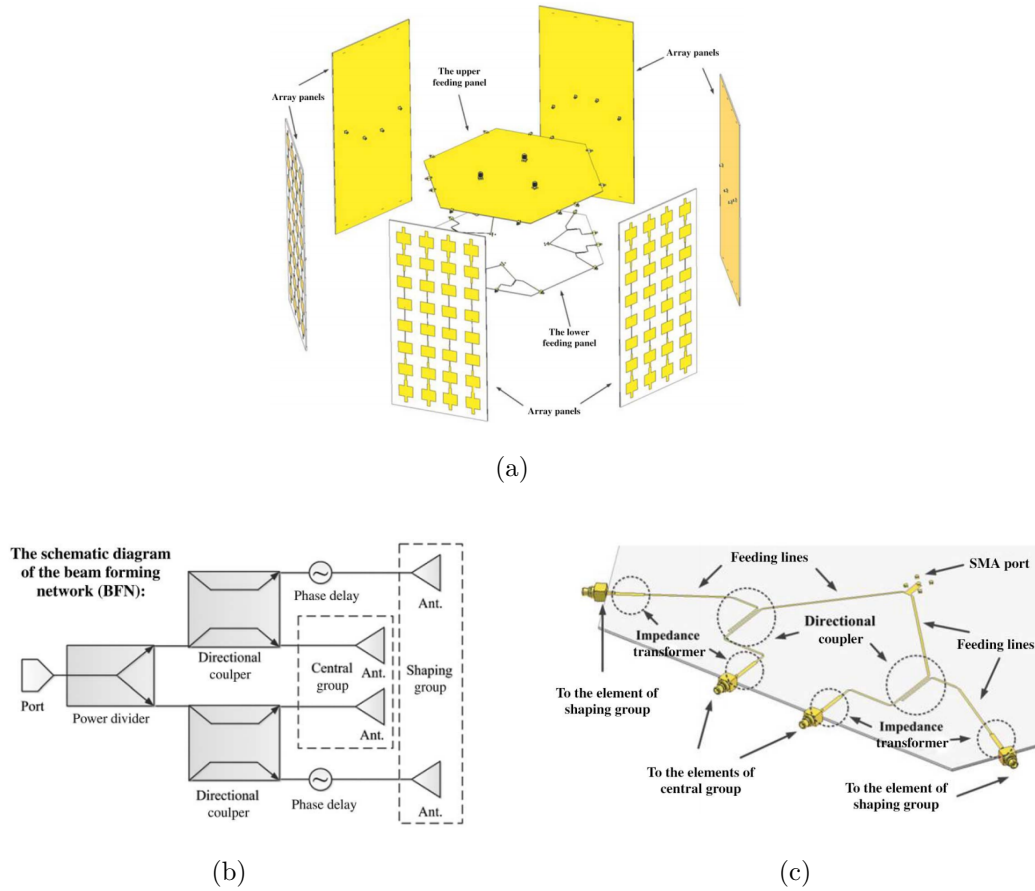 Array panels
The upper
feeding panel
Array panels
The lower
feeding panel
Array panels
(a)
The schematic diagram
of the beam forming
network (BFN):
Port
Power divider
Directional
coulper
Directional
coulper
Phase delay
Phase delay
Ant.
Central
group
Ant.
Ant.
Shaping
group
Ant.
(b)
Feeding lines
SMA port
Impedance
transformer
Directional
coupler
Feeding lines
To the element of
shaping group
Impedance
transformer
To the elements of
central group
To the element of
shaping group
(c)